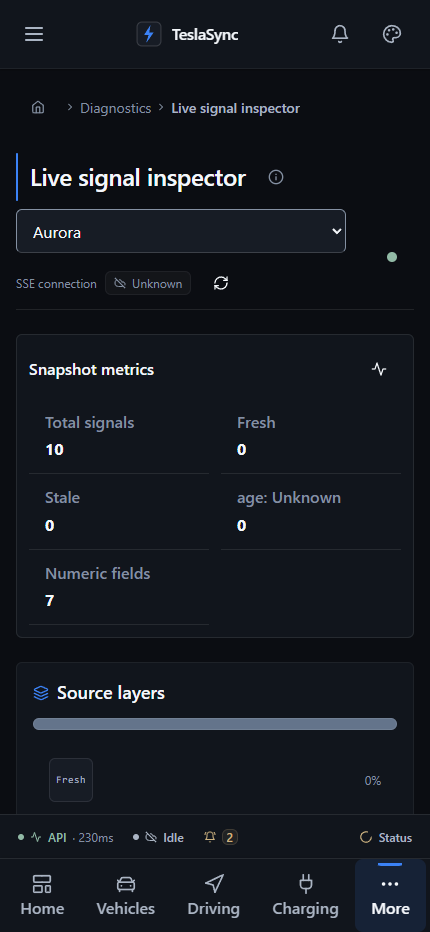 TeslaSync
Diagnostics Live signal inspector
Live signal inspector
Aurora
SSE connection Unknown
Snapshot metrics
Total signals Fresh
10 0
Stale age: Unknown
0 0
Numeric fields
7
Source layers
Fresh 0%
API · 230ms Idle 2 Status
Home Vehicles Driving Charging More